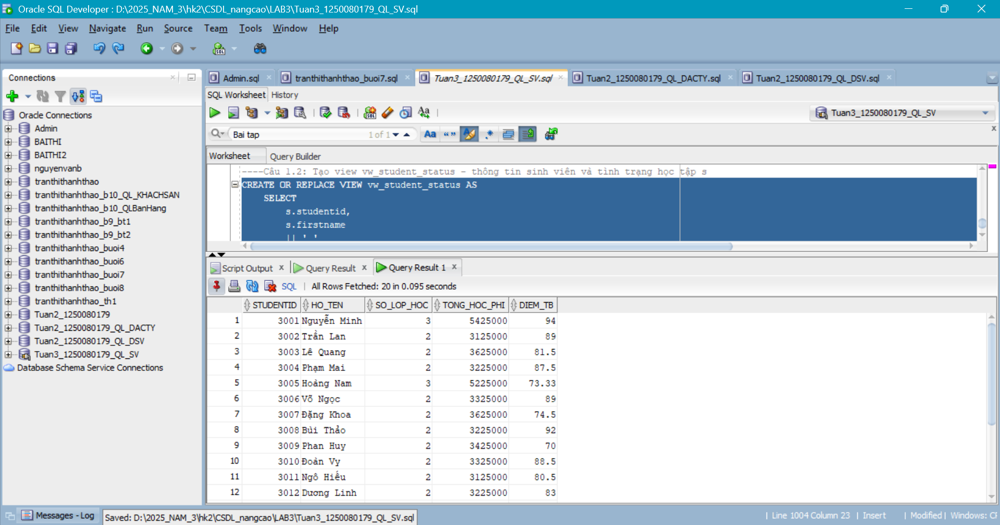 Oracle SQL Developer : D:\2025_NAM_3\hk2\CSDL_nangcao\LAB3\Tuan3_1250080179_QL_SV.sql
File Edit View Navigate Run Source Team Tools Window Help
Connections
Oracle Connections
Admin
BAITHI
BAITHI2
nguyenvanb
tranthithanhthao
tranthithanhthao_b10_QL_KHACHSAN
tranthithanhthao_b10_QLBanHang
tranthithanhthao_b9_bt1
tranthithanhthao_b9_bt2
tranthithanhthao_buoi4
tranthithanhthao_buoi6
tranthithanhthao_buoi7
tranthithanhthao_buoi8
tranthithanhthao_th1
Tuan2_1250080179
Tuan2_1250080179_QL_DACTY
Tuan2_1250080179_QL_DSV
Tuan3_1250080179_QL_SV
Database Schema Service Connections
Admin.sql tranthithanhthao_buoi7.sql Tuan3_1250080179_QL_SV.sql Tuan2_1250080179_QL_DACTY.sql Tuan2_1250080179_QL_DSV.sql
SQL Worksheet History
Tuan3_1250080179_QL_SV
Bai tap 1 of 1
Worksheet Query Builder
----Câu 1.2: Tạo view vw_student_status - thông tin sinh viên và tình trạng học tập s
CREATE OR REPLACE VIEW vw_student_status AS
SELECT
s.studentid,
s.firstname
|| ' '
Script Output Query Result Query Result 1
SQL All Rows Fetched: 20 in 0.095 seconds
STUDENTID HO_TEN SO_LOP_HOC TONG_HOC_PHI DIEM_TB
1 3001 Nguyễn Minh 3 5425000 94
2 3002 Trần Lan 2 3125000 89
3 3003 Lê Quang 2 3625000 81.5
4 3004 Phạm Mai 2 3225000 87.5
5 3005 Hoàng Nam 3 5225000 73.33
6 3006 Võ Ngọc 2 3325000 89
7 3007 Đặng Khoa 2 3625000 74.5
8 3008 Bùi Thảo 2 3225000 92
9 3009 Phan Huy 2 3425000 70
10 3010 Đoàn Vy 2 3325000 88.5
11 3011 Ngô Hiếu 2 3125000 80.5
12 3012 Dương Linh 2 3225000 83
Messages - Log
Saved: D:\2025_NAM_3\hk2\CSDL_nangcao\LAB3\Tuan3_1250080179_QL_SV.sql
Line 1004 Column 23 | Insert | Modified | Windows: